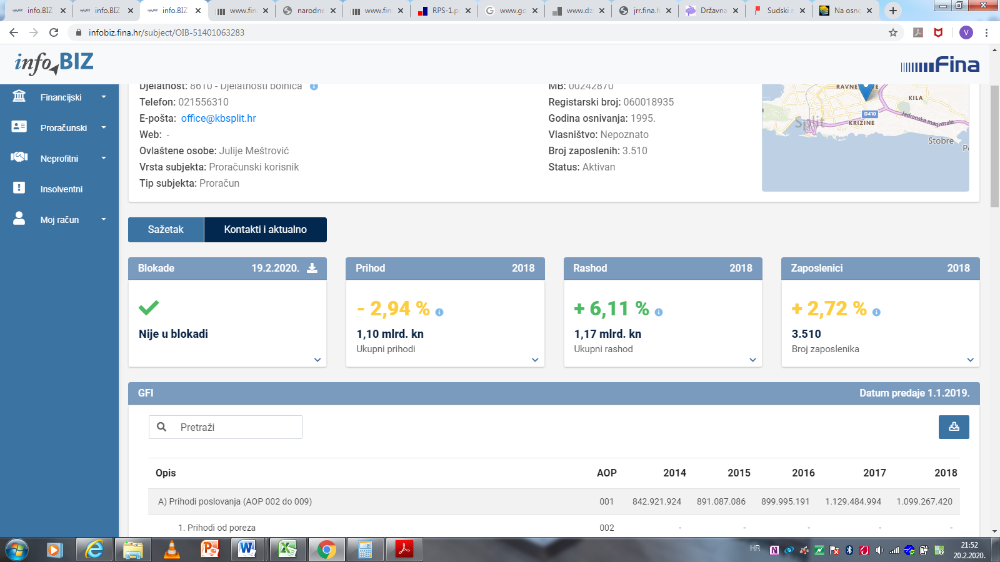 info.BIZ
info.BIZ
info.BIZ
www.fin
narodne
www.fin
RPS-1.p
www.go
www.dz
jrr.fina.h
Državna
Sudski
Na osno
infobiz.fina.hr/subject/OIB-51401063283
V
info BIZ
Fina
Financijski
Proračunski
Neprofitni
Insolventni
Moj račun
Djelatnost: 8610 - Djelatnosti bolnica
Telefon: 021556310
E-pošta: office@kbsplit.hr
Web: -
Ovlaštene osobe: Julije Meštrović
Vrsta subjekta: Proračunski korisnik
Tip subjekta: Proračun
MB: 00242870
Registarski broj: 060018935
Godina osnivanja: 1995.
Vlasništvo: Nepoznato
Broj zaposlenih: 3.510
Status: Aktivan
KILA
D410
Jadranska magistrala
Split
KRIZINE
Stobre
Sažetak
Kontakti i aktualno
Blokade 19.2.2020.
Nije u blokadi
Prihod 2018
- 2,94 %
1,10 mlrd. kn
Ukupni prihodi
Rashod 2018
+ 6,11 %
1,17 mlrd. kn
Ukupni rashod
Zaposlenici 2018
+ 2,72 %
3.510
Broj zaposlenika
GFI Datum predaje 1.1.2019.
Pretraži
Opis AOP 2014 2015 2016 2017 2018
A) Prihodi poslovanja (AOP 002 do 009) 001 842.921.924 891.087.086 899.995.191 1.129.484.994 1.099.267.420
1. Prihodi od poreza 002 - - - - -
HR
21:52
20.2.2020.